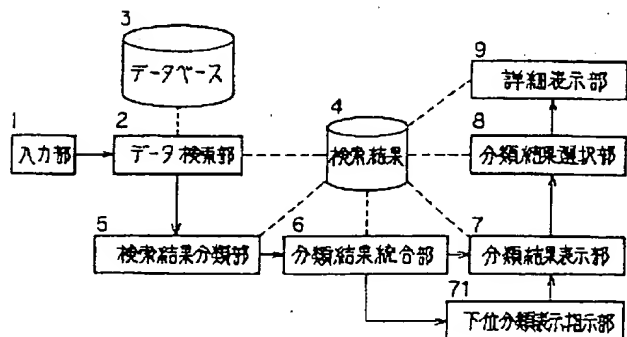 3
データベース
9
詳細表示部
1
入力部
2
データ検索部
4
検索結果
8
分類結果選択部
5
検索結果分類部
6
分類結果統合部
7
分類結果表示部
71
下位分類表示指示部